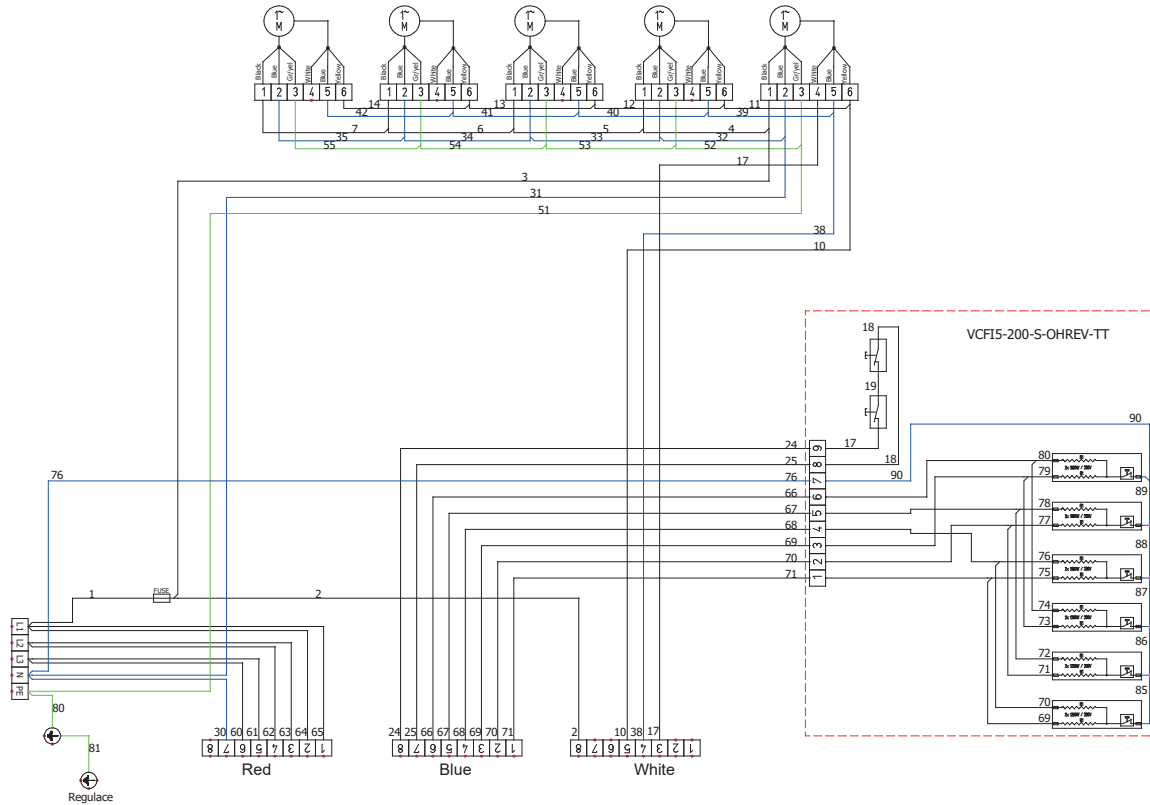 1~ 1~ 1~ 1~ 1~
M M M M M
Black Blue Gr/yel White Blue Yellow Black Blue Gr/yel White Blue Yellow Black Blue Gr/yel White Blue Yellow Black Blue Gr/yel White Blue Yellow Black Blue Gr/yel White Blue Yellow
1 2 3 4 5 6 1 2 3 4 5 6 1 2 3 4 5 6 1 2 3 4 5 6 1 2 3 4 5 6
14 13 12 11
42 41 40 39
7 6 5 4
35 34 33 32
55 54 53 52
17
3
31
51
38
10
18 VCFI5-200-S-OHREV-TT
19
90
24 9 17
25 8 18
76 76 7 90
66 6
67 5
68 4
69 3
70 2
71 1
80
79
89
78
77
88
76
75
87
74
73
86
72
71
85
70
69
1 FUSE 2
L1
L2
L3
N
PE
80
81
Regulace
30 60 61 62 63 64 65
8 7 6 5 4 3 2 1
Red
24 25 66 67 68 69 70 71
8 7 6 5 4 3 2 1
Blue
2 10 38 17
8 7 6 5 4 3 2 1
White